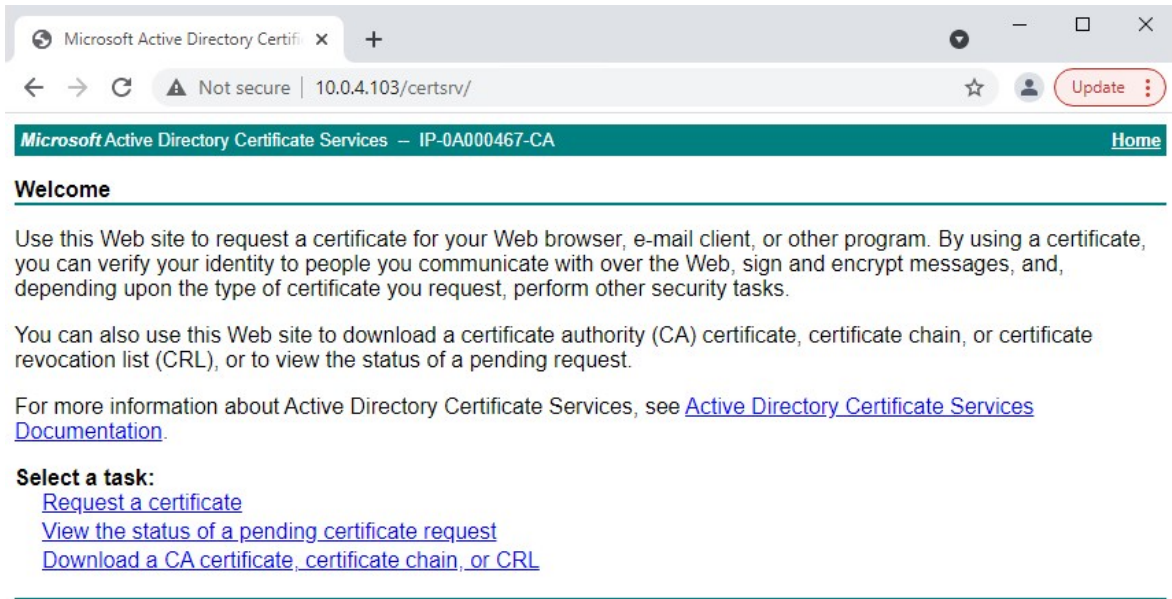 Microsoft Active Directory Certifi
Not secure | 10.0.4.103/certsrv/
Update
Microsoft Active Directory Certificate Services -- IP-0A000467-CA Home
Welcome
Use this Web site to request a certificate for your Web browser, e-mail client, or other program. By using a certificate,
you can verify your identity to people you communicate with over the Web, sign and encrypt messages, and,
depending upon the type of certificate you request, perform other security tasks.
You can also use this Web site to download a certificate authority (CA) certificate, certificate chain, or certificate
revocation list (CRL), or to view the status of a pending request.
For more information about Active Directory Certificate Services, see Active Directory Certificate Services
Documentation.
Select a task:
Request a certificate
View the status of a pending certificate request
Download a CA certificate, certificate chain, or CRL